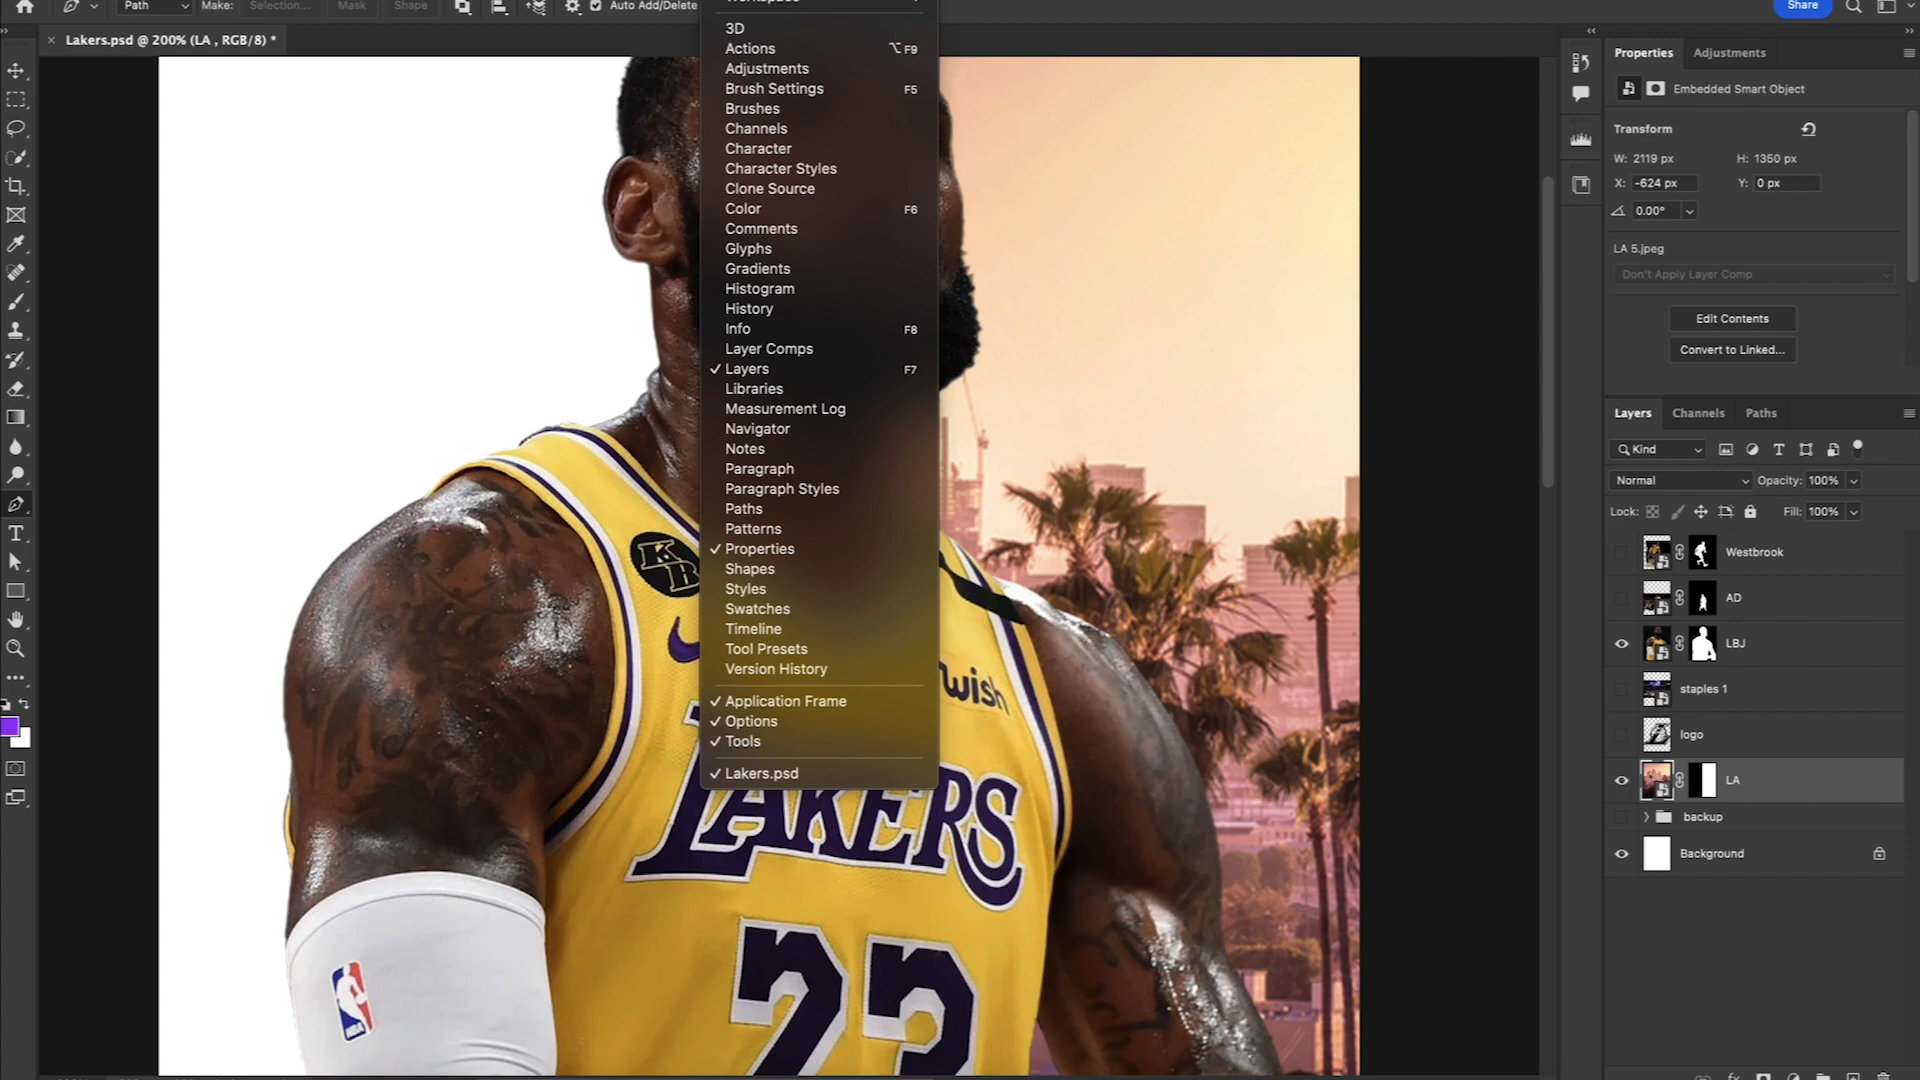 Path
Make:
Selection...
Mask
Shape
Auto Add/Delete
Share
Lakers.psd @ 200% (LA , RGB/8) *
Workspace
3D
Actions ⌥ F9
Adjustments
Brush Settings F5
Brushes
Channels
Character
Character Styles
Clone Source
Color F6
Comments
Glyphs
Gradients
Histogram
History
Info F8
Layer Comps
Layers F7
Libraries
Measurement Log
Navigator
Notes
Paragraph
Paragraph Styles
Paths
Patterns
Properties
Shapes
Styles
Swatches
Timeline
Tool Presets
Version History
Application Frame
Options
Tools
Lakers.psd
KB
wish
LAKERS
23
NBA
Properties Adjustments
Embedded Smart Object
Transform
W: 2119 px H: 1350 px
X: -624 px Y: 0 px
0.00°
LA 5.jpeg
Don't Apply Layer Comp
Edit Contents
Convert to Linked...
Layers Channels Paths
Kind
Normal Opacity: 100%
Lock: Fill: 100%
Westbrook
AD
LBJ
staples 1
logo
LA
backup
Background
fx